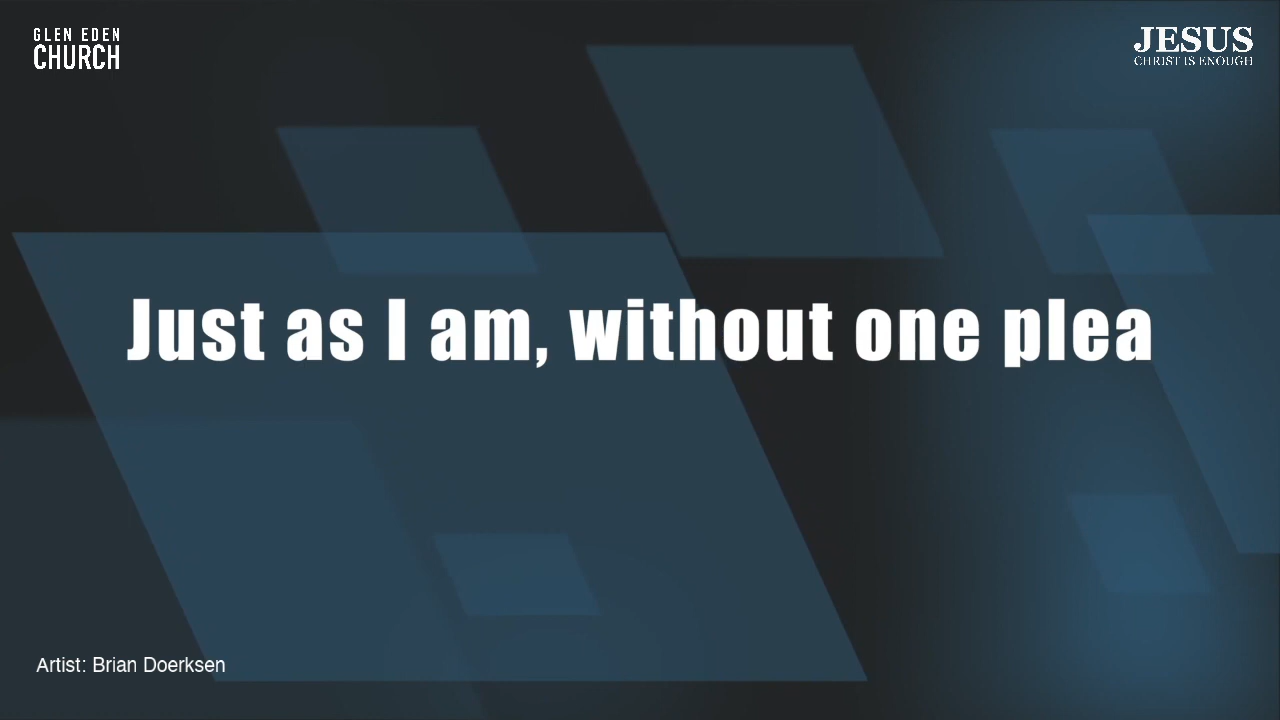 GLEN EDEN
CHURCH
JESUS
CHRIST IS ENOUGH
Just as I am, without one plea
Artist: Brian Doerksen